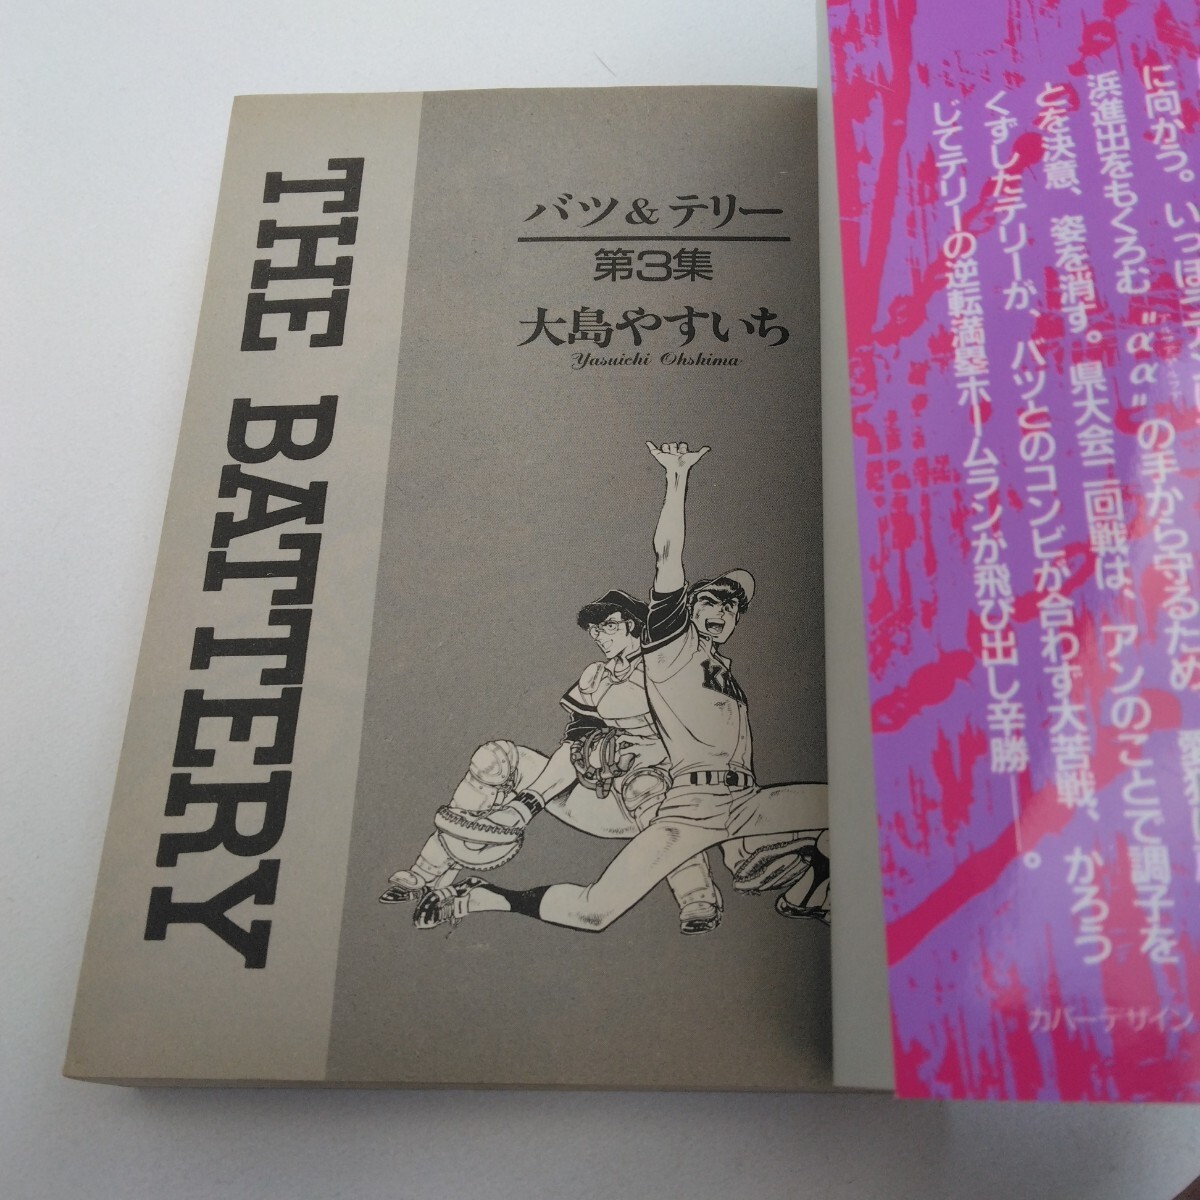 THE BATTERY
バツ&テリー
第3集
大島やすいち
Yasuichi Ohshima
KAN
に向かう。いっぽう
浜進出をもくろむ"αα"の手から守るため
とを決意、姿を消す。県大会二回戦は、アンのことで調子を
くずしたテリーが、バツとのコンビが合わず大苦戦、かろう
じてテリーの逆転満塁ホームランが飛び出し辛勝――。
カバーデザイン